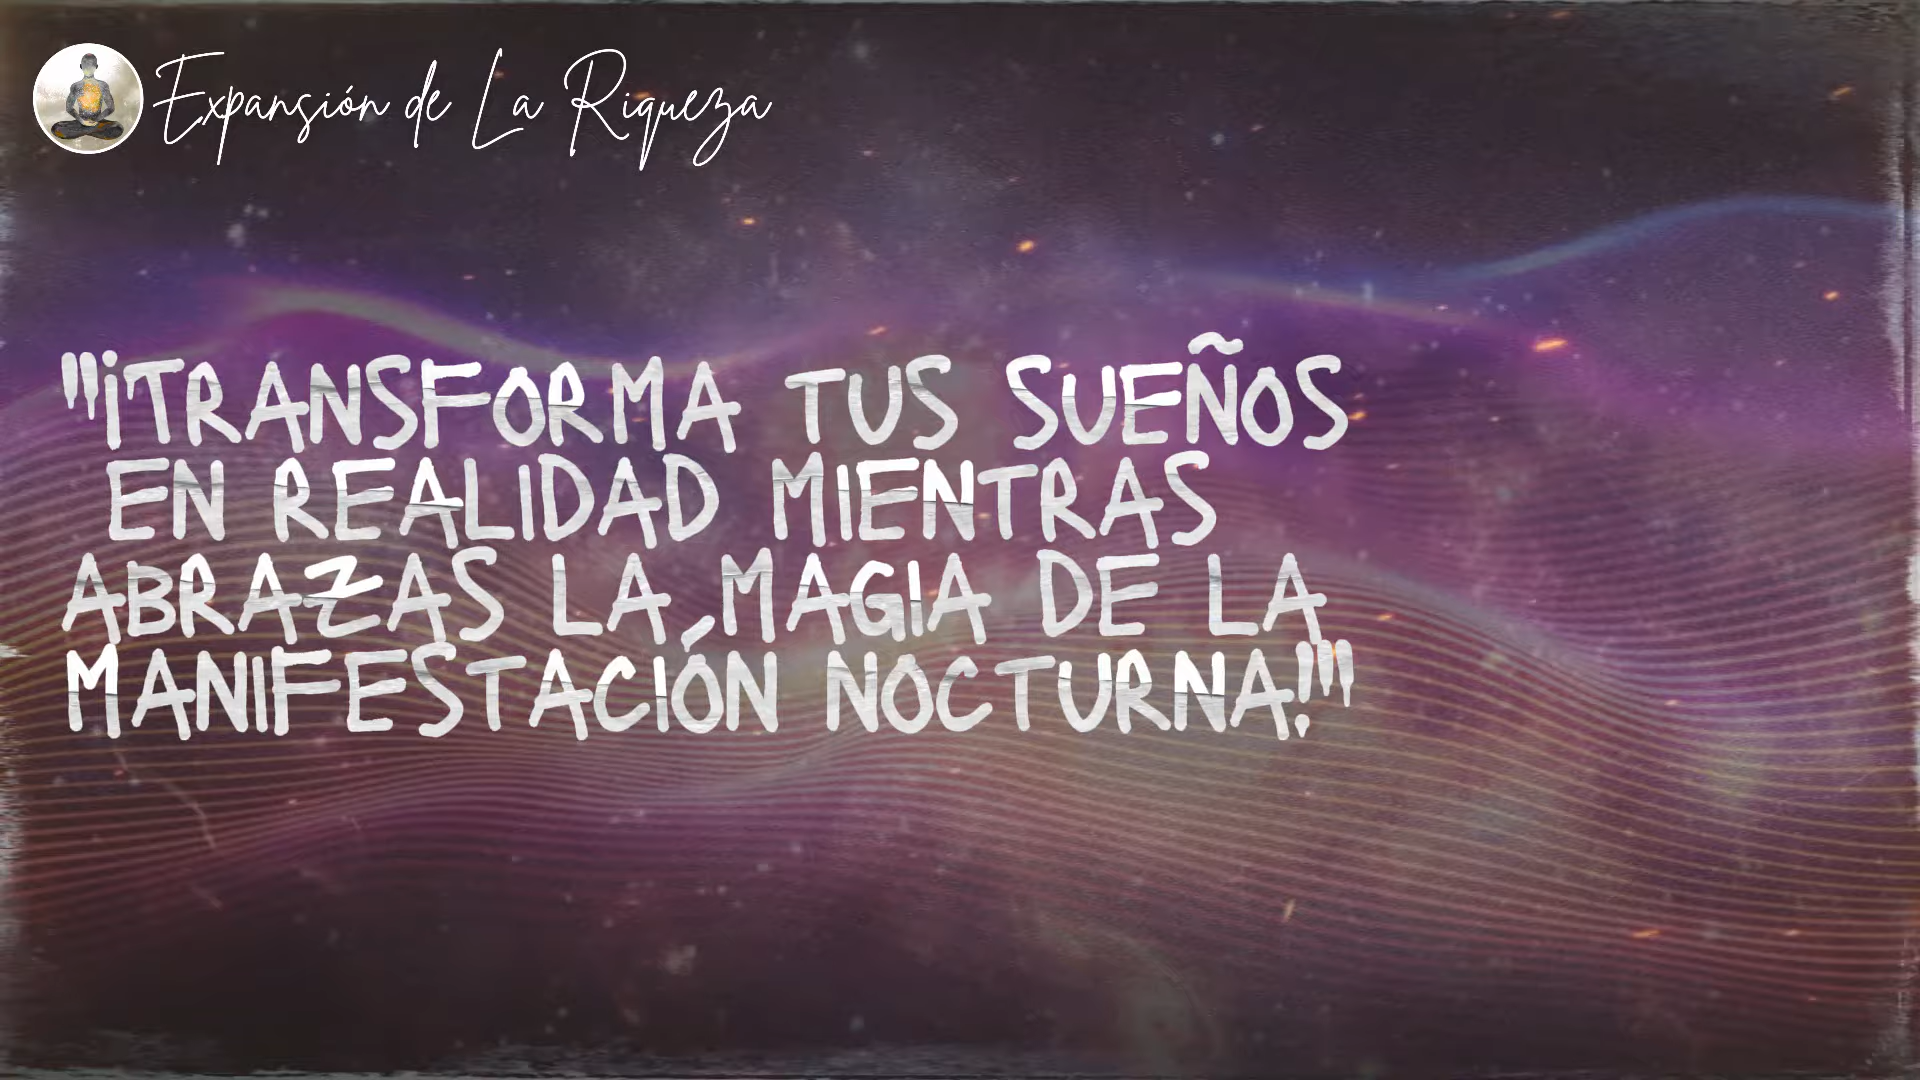 Expansión de La Riqueza
"¡TRANSFORMA TUS SUEÑOS
EN REALIDAD MIENTRAS
ABRAZAS LA MAGIA DE LA
MANIFESTACIÓN NOCTURNA!"